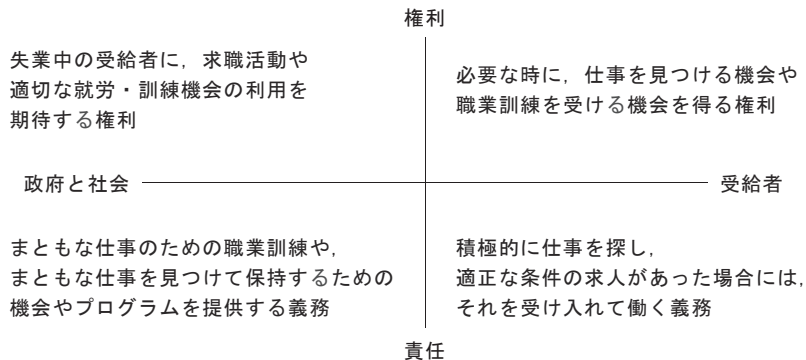 権利
失業中の受給者に，求職活動や
適切な就労・訓練機会の利用を
期待する権利
必要な時に，仕事を見つける機会や
職業訓練を受ける機会を得る権利
政府と社会
受給者
まともな仕事のための職業訓練や，
まともな仕事を見つけて保持するための
機会やプログラムを提供する義務
積極的に仕事を探し，
適正な条件の求人があった場合には，
それを受け入れて働く義務
責任